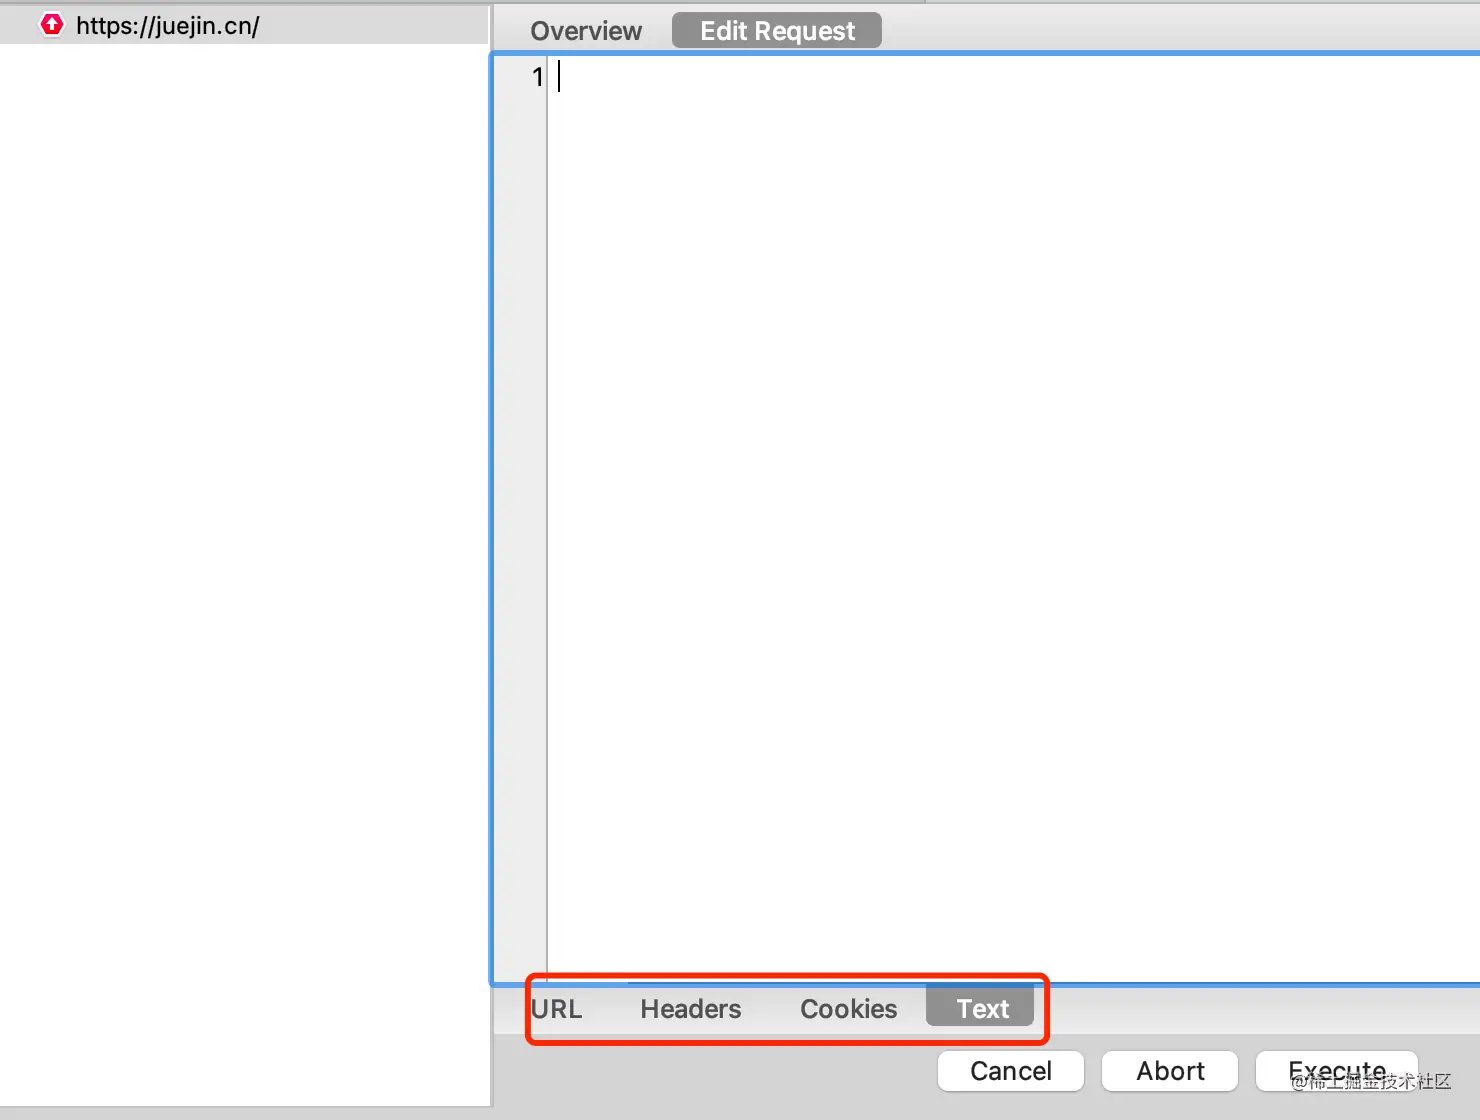 https://juejin.cn/
Overview Edit Request
1
URL Headers Cookies Text
Cancel Abort Execute
@稀土掘金技术社区